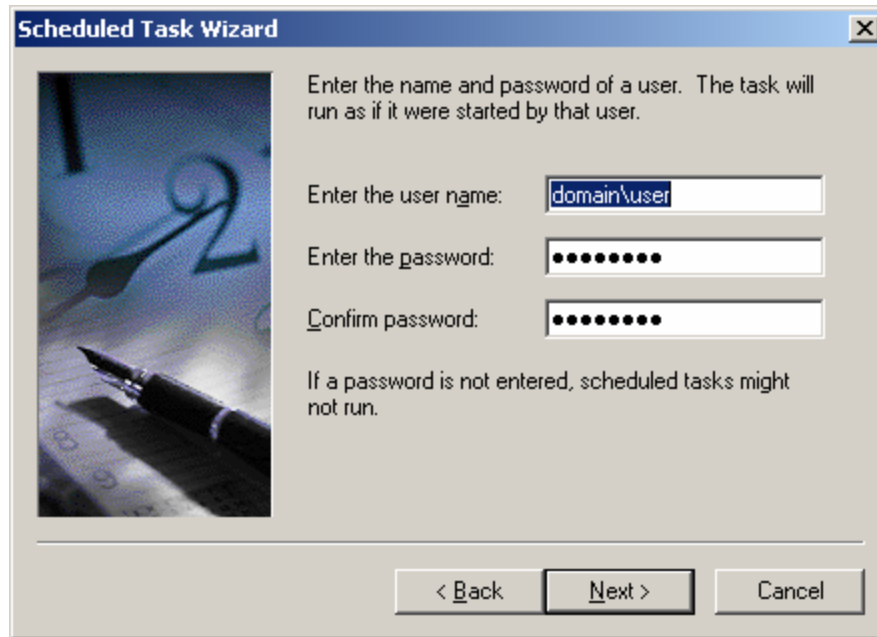 Scheduled Task Wizard
Enter the name and password of a user. The task will
run as if it were started by that user.
Enter the user name:
domain\user
Enter the password:
●●●●●●●●
Confirm password:
●●●●●●●●
If a password is not entered, scheduled tasks might
not run.
< Back
Next >
Cancel
2